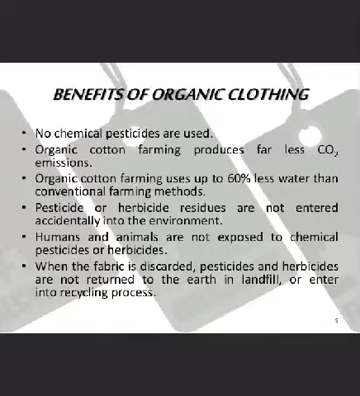 BENEFITS OF ORGANIC CLOTHING
• No chemical pesticides are used.
• Organic cotton farming produces far less CO₂
emissions.
• Organic cotton farming uses up to 60% less water than
conventional farming methods.
• Pesticide or herbicide residues are not entered
accidentally into the environment.
• Humans and animals are not exposed to chemical
pesticides or herbicides.
• When the fabric is discarded, pesticides and herbicides
are not returned to the earth in landfill, or enter
into recycling process.